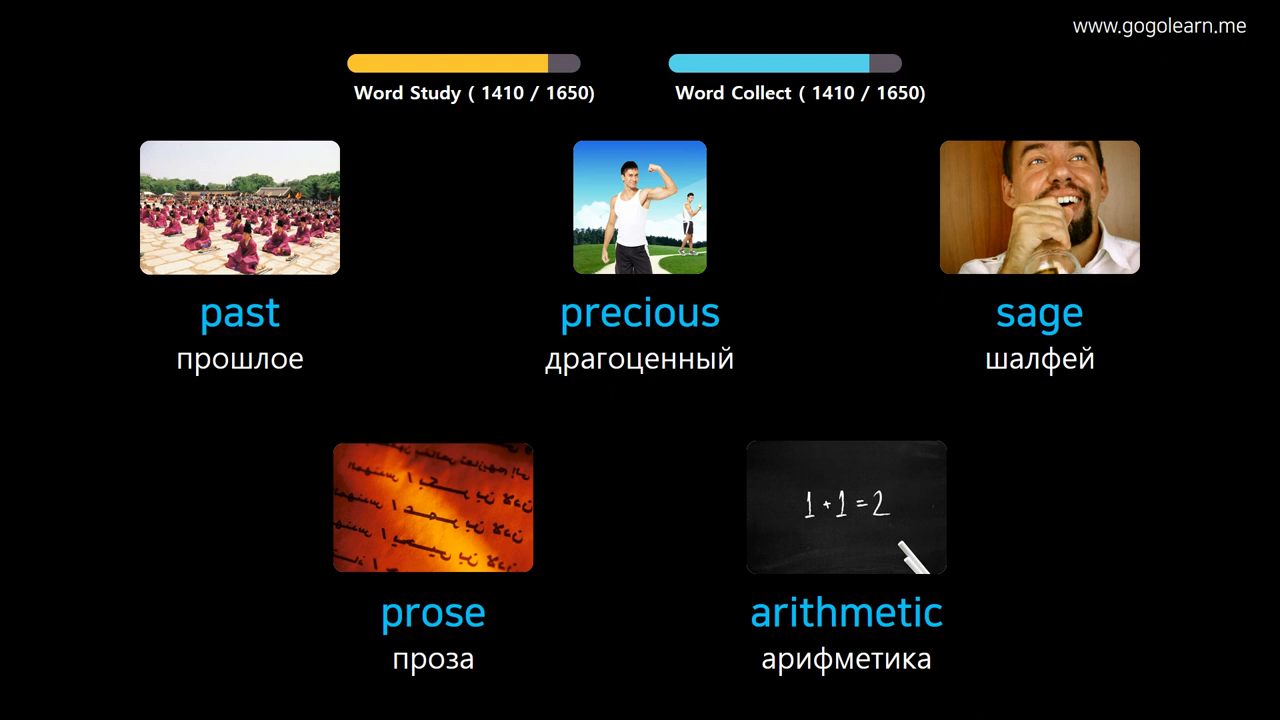 www.gogolearn.me
Word Study ( 1410 / 1650)
Word Collect ( 1410 / 1650)
past
прошлое
precious
драгоценный
sage
шалфей
1+1=2
prose
проза
arithmetic
арифметика